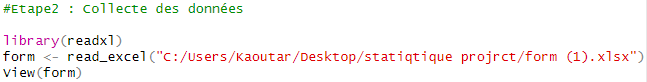 #Etape2 : Collecte des données
library(readxl)
form <- read_excel("C:/Users/Kaoutar/Desktop/statiqtique projrct/form (1).xlsx")
View(form)